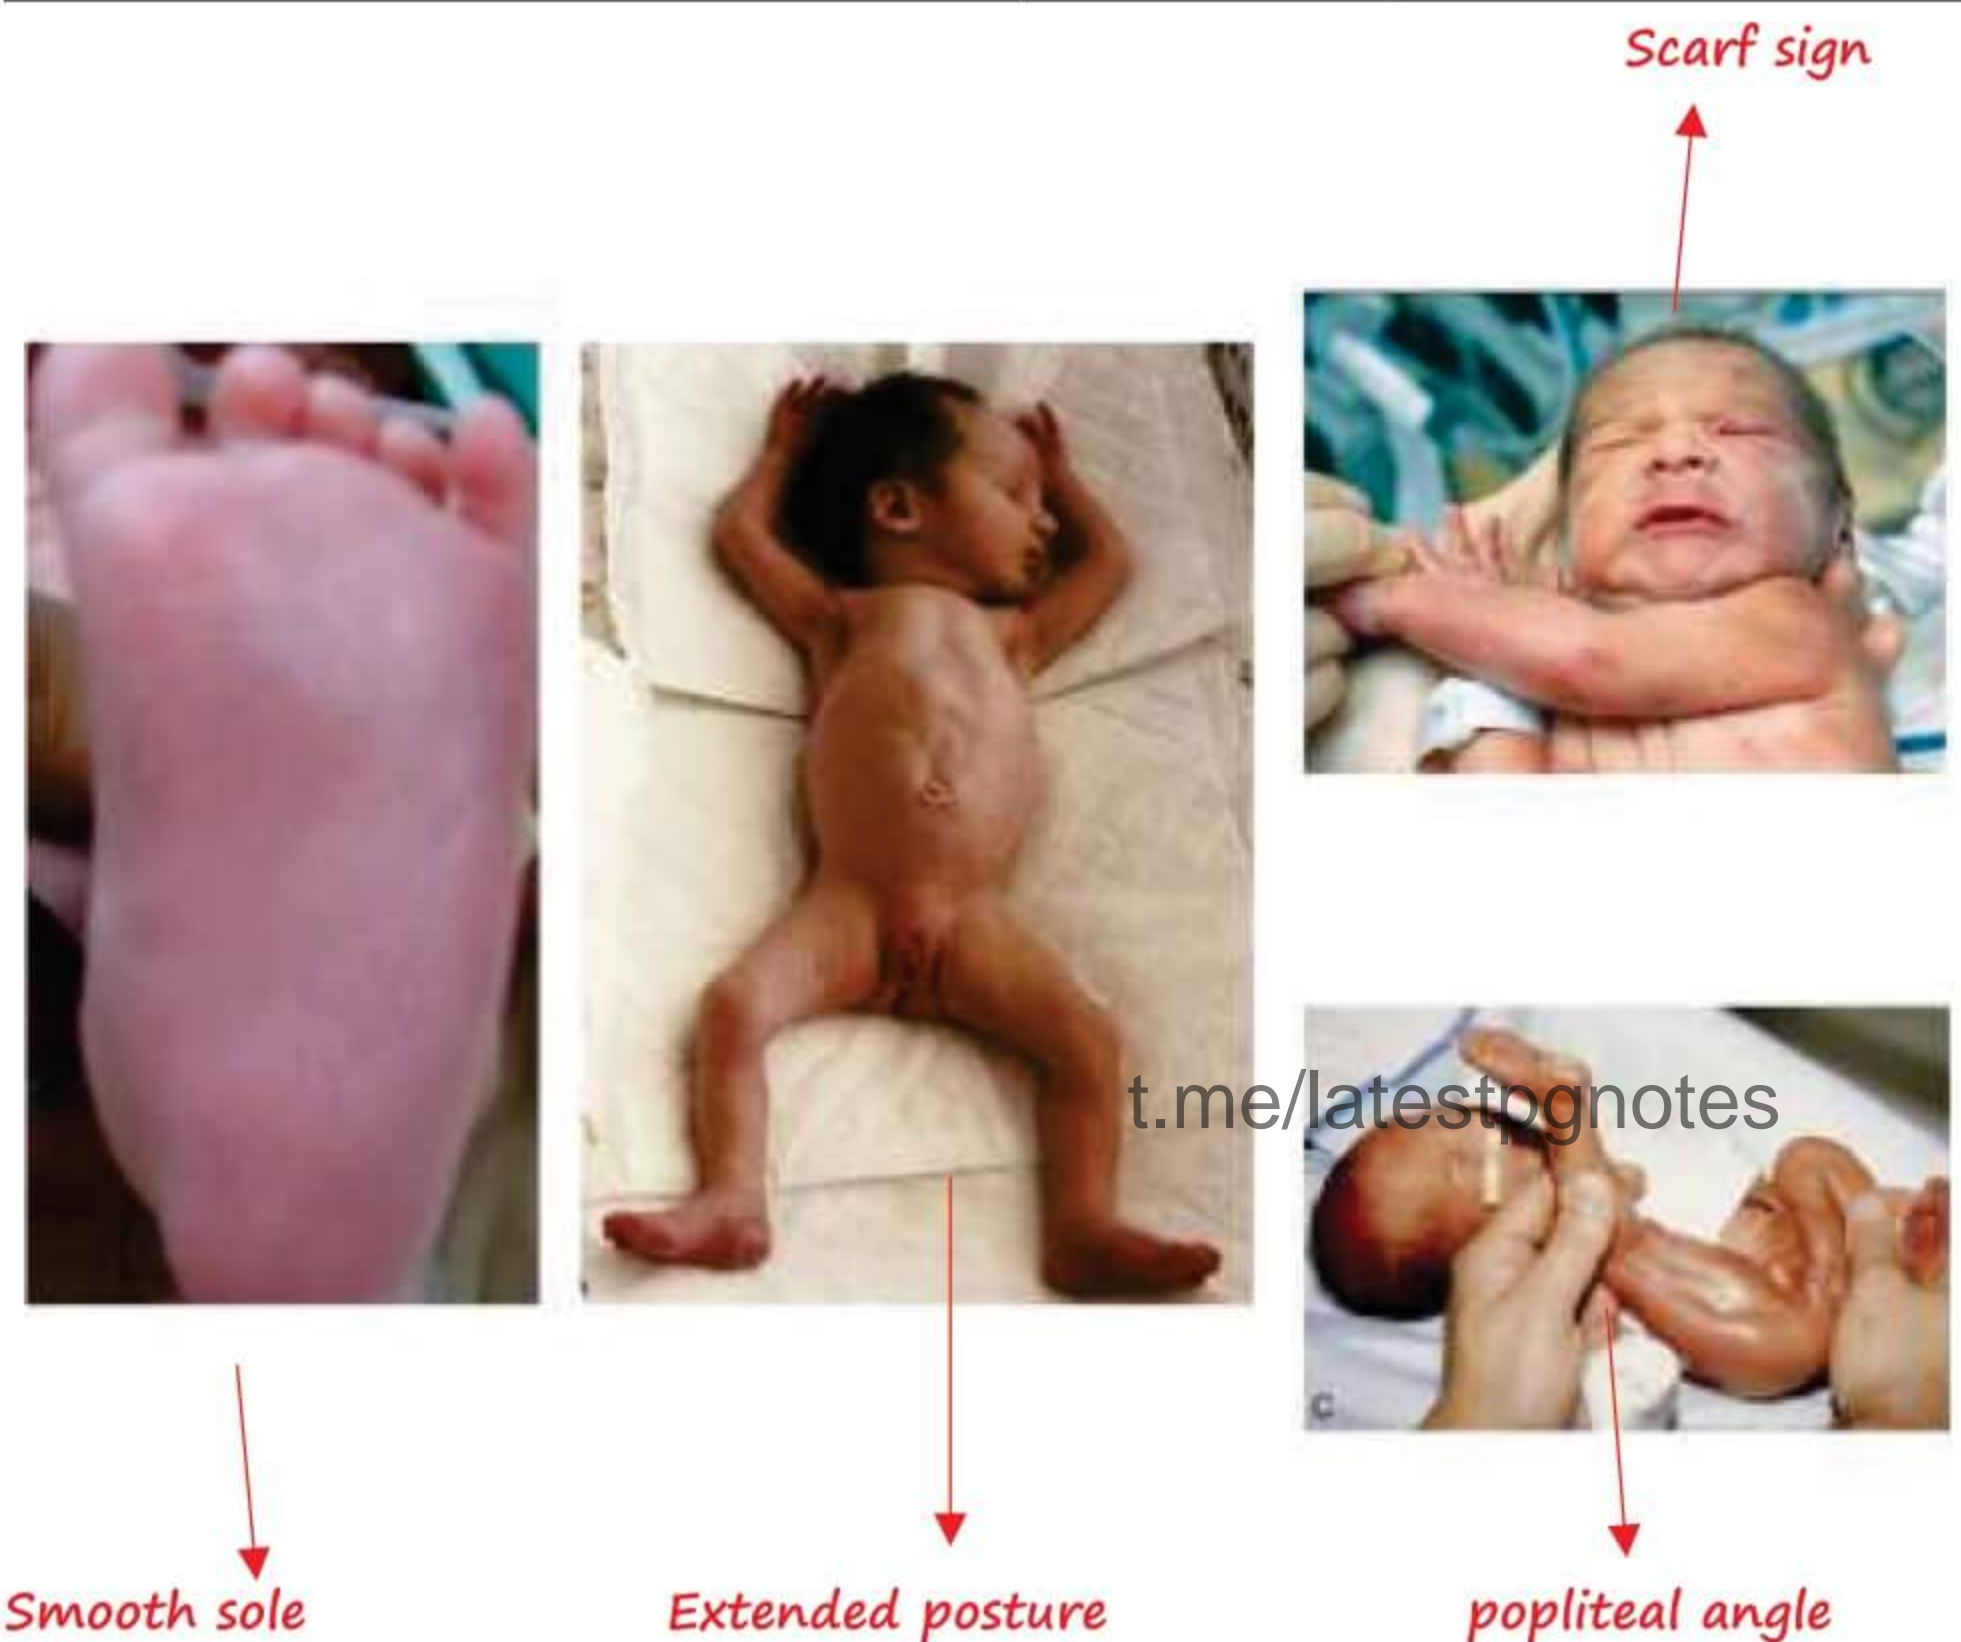 Scarf sign
t.me/latestpgnotes
C
Smooth sole
Extended posture
popliteal angle